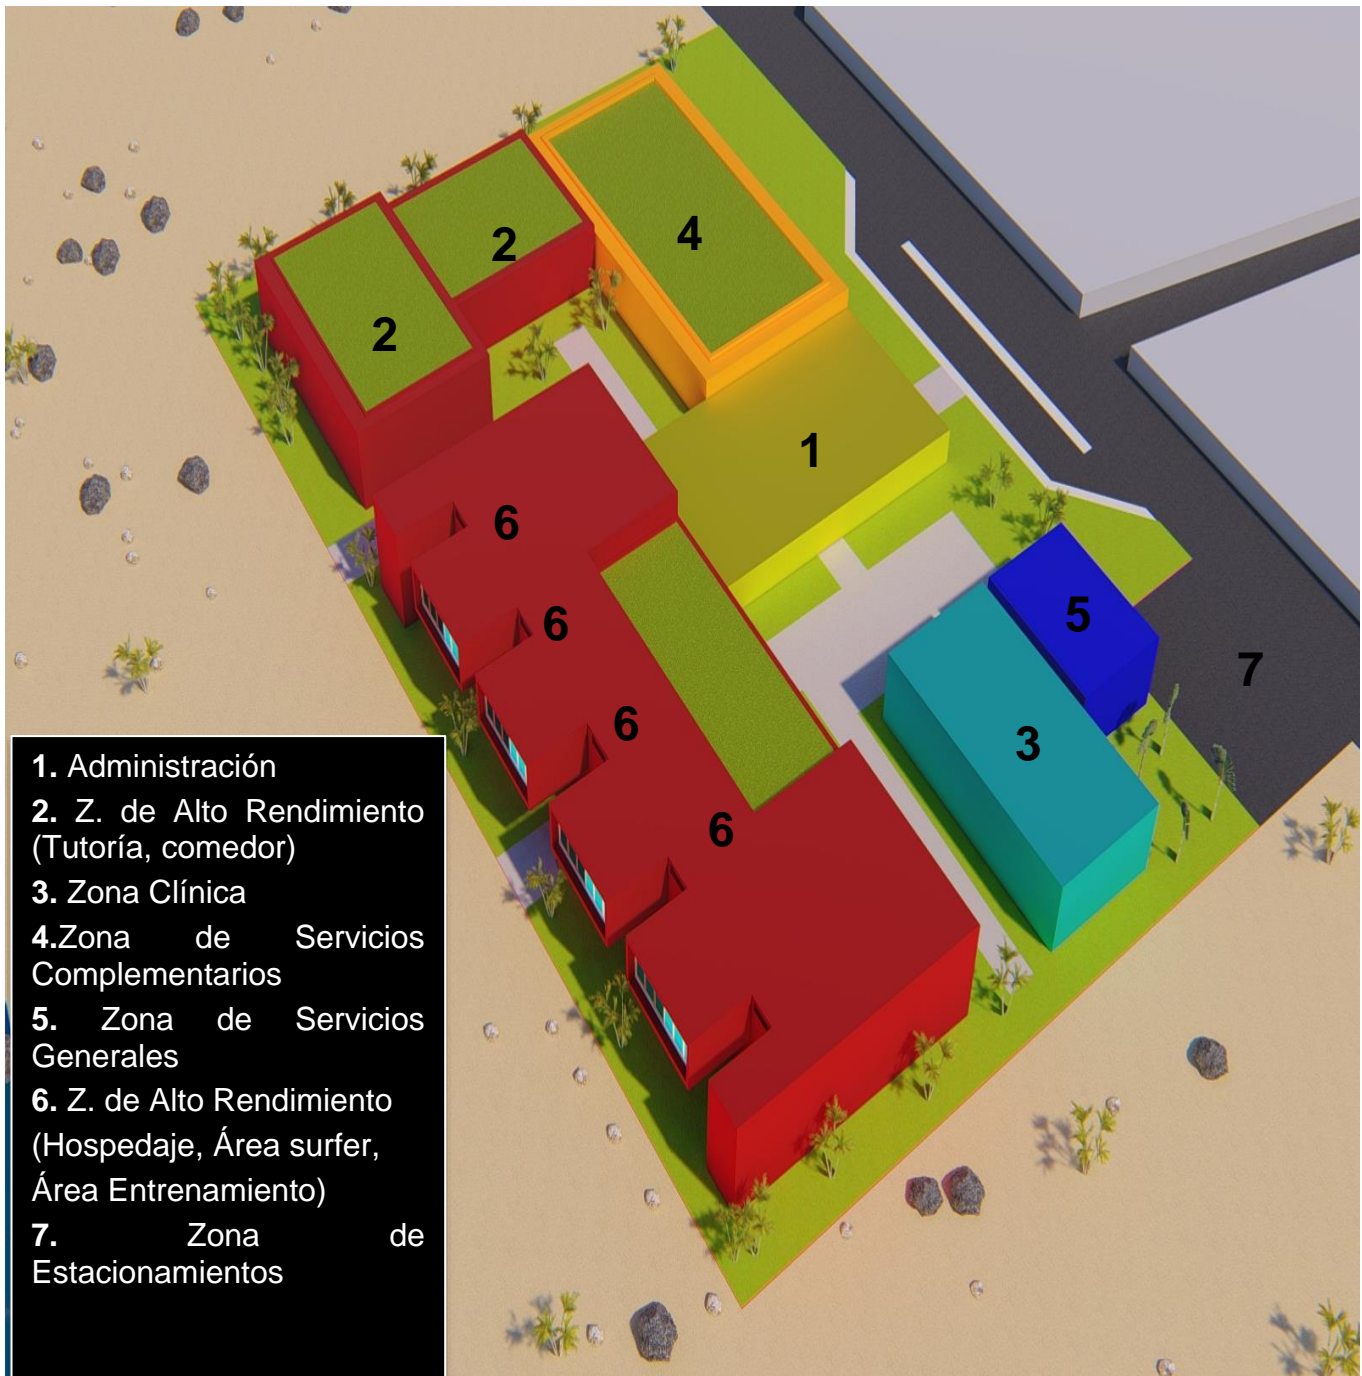 2
4
2
1
6
5
6
7
6
3
6
1. Administración
2. Z. de Alto Rendimiento
(Tutoría, comedor)
3. Zona Clínica
4.Zona de Servicios
Complementarios
5. Zona de Servicios
Generales
6. Z. de Alto Rendimiento
(Hospedaje, Área surfer,
Área Entrenamiento)
7. Zona de
Estacionamientos